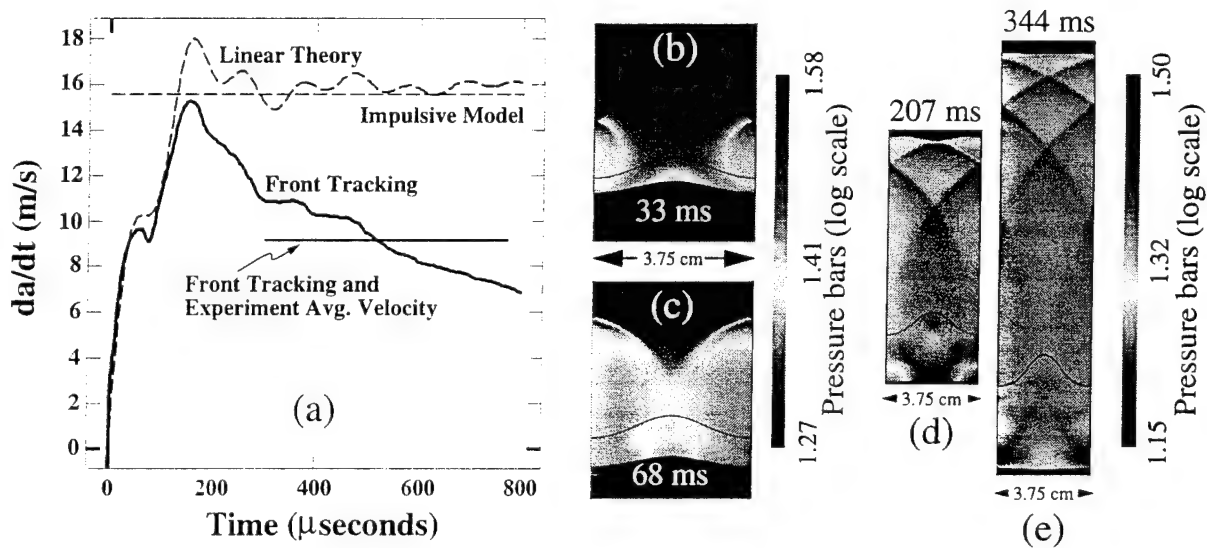 18
16
14
12
10
8
6
4
2
0
da/dt (m/s)
Linear Theory
Impulsive Model
Front Tracking
Front Tracking and
Experiment Avg. Velocity
(a)
0
200
400
600
800
Time (μseconds)
(b)
33 ms
3.75 cm
(c)
68 ms
1.58
1.41
1.27
Pressure bars (log scale)
207 ms
3.75 cm
(d)
344 ms
3.75 cm
(e)
1.50
1.32
1.15
Pressure bars (log scale)